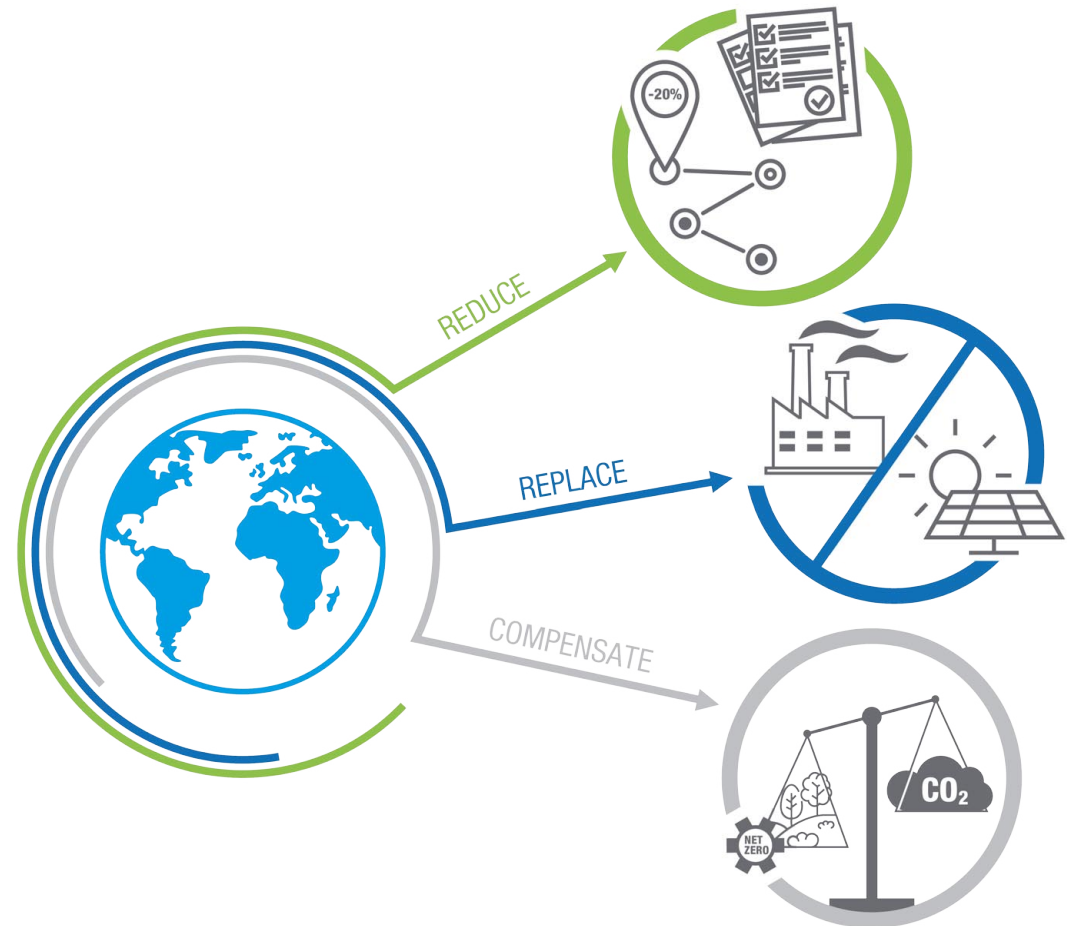 -20%
REDUCE
REPLACE
COMPENSATE
CO₂
NET
ZERO